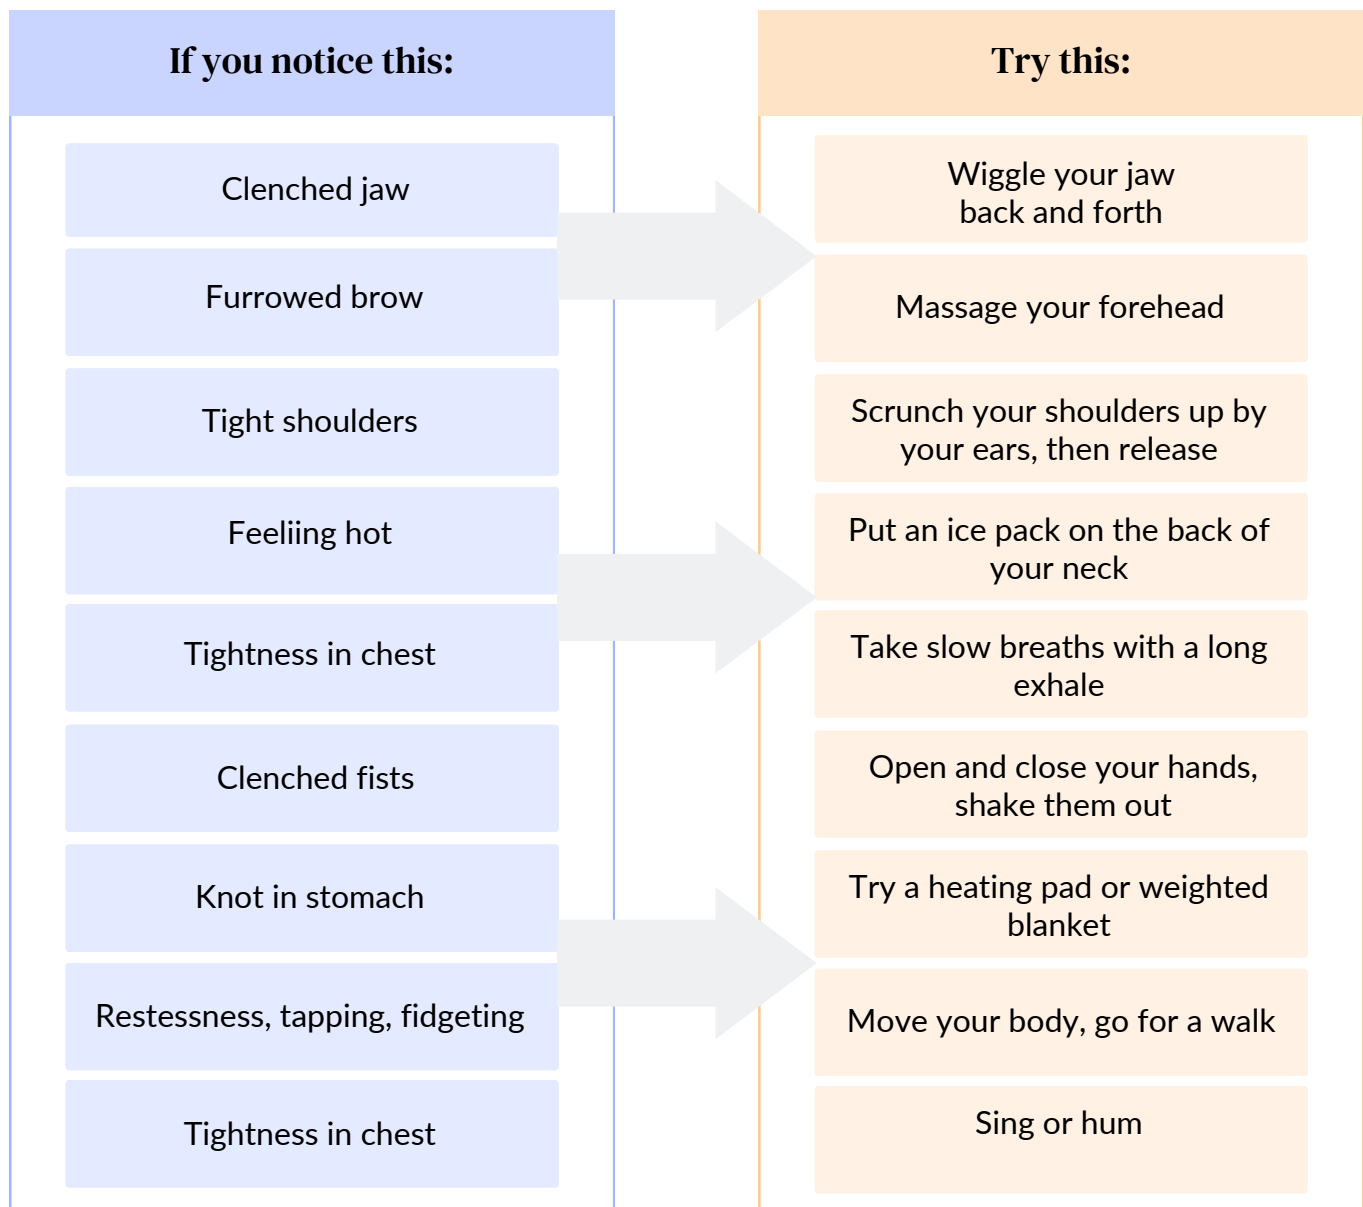 If you notice this:
Try this:
Clenched jaw
Wiggle your jaw
back and forth
Furrowed brow
Massage your forehead
Tight shoulders
Scrunch your shoulders up by
your ears, then release
Feeliing hot
Put an ice pack on the back of
your neck
Tightness in chest
Take slow breaths with a long
exhale
Clenched fists
Open and close your hands,
shake them out
Knot in stomach
Try a heating pad or weighted
blanket
Restessness, tapping, fidgeting
Move your body, go for a walk
Tightness in chest
Sing or hum